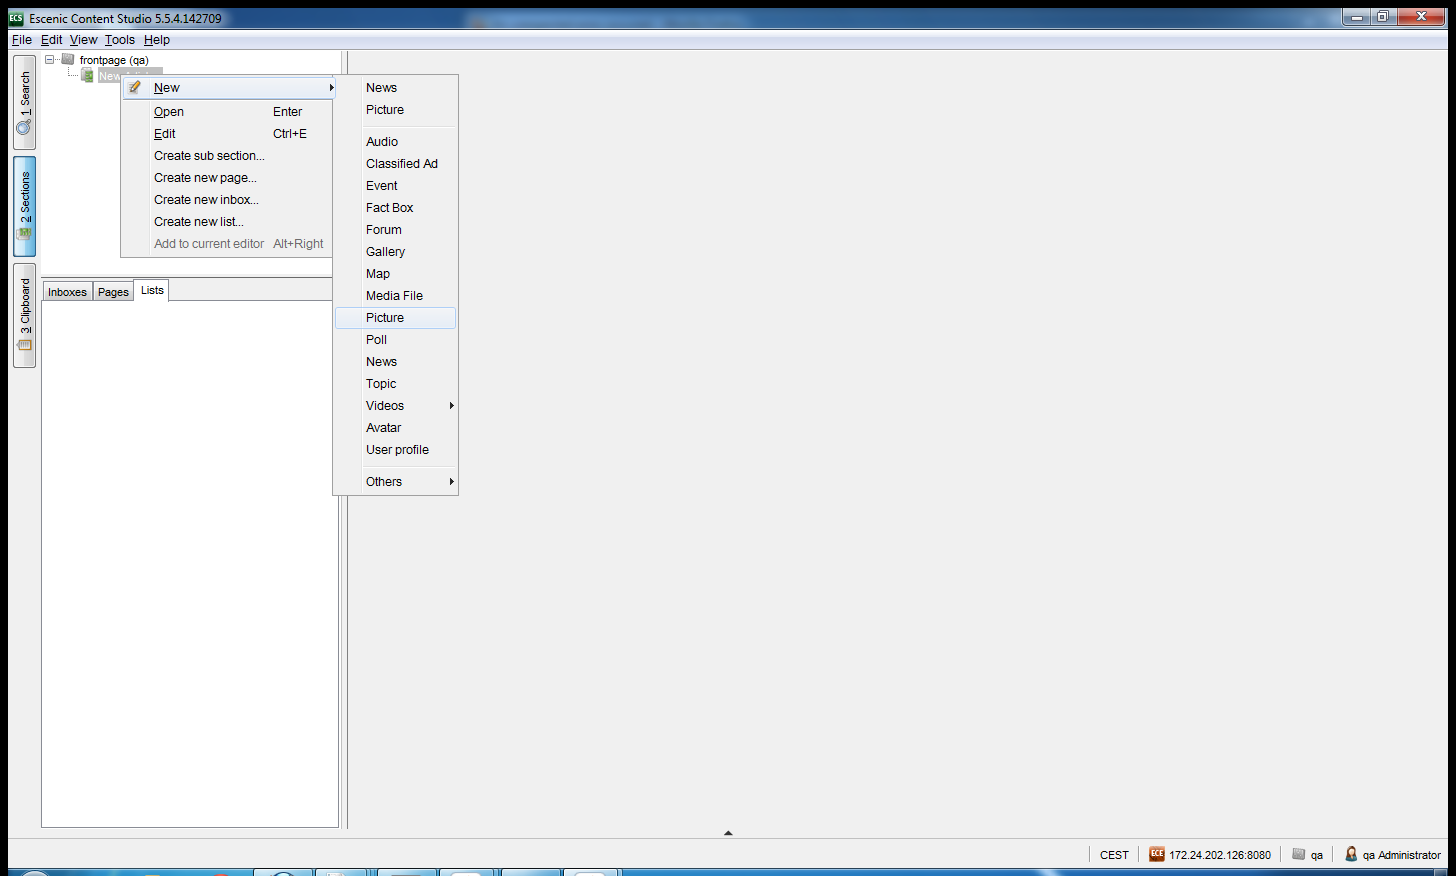 ECS Escenic Content Studio 5.5.4.142709
File Edit View Tools Help
1 Search
2 Sections
3 Clipboard
frontpage (qa)
New
New
Open Enter
Edit Ctrl+E
Create sub section...
Create new page...
Create new inbox...
Create new list...
Add to current editor Alt+Right
News
Picture
Audio
Classified Ad
Event
Fact Box
Forum
Gallery
Map
Media File
Picture
Poll
News
Topic
Videos
Avatar
User profile
Others
Inboxes Pages Lists
CEST ECE 172.24.202.126:8080 qa qa Administrator